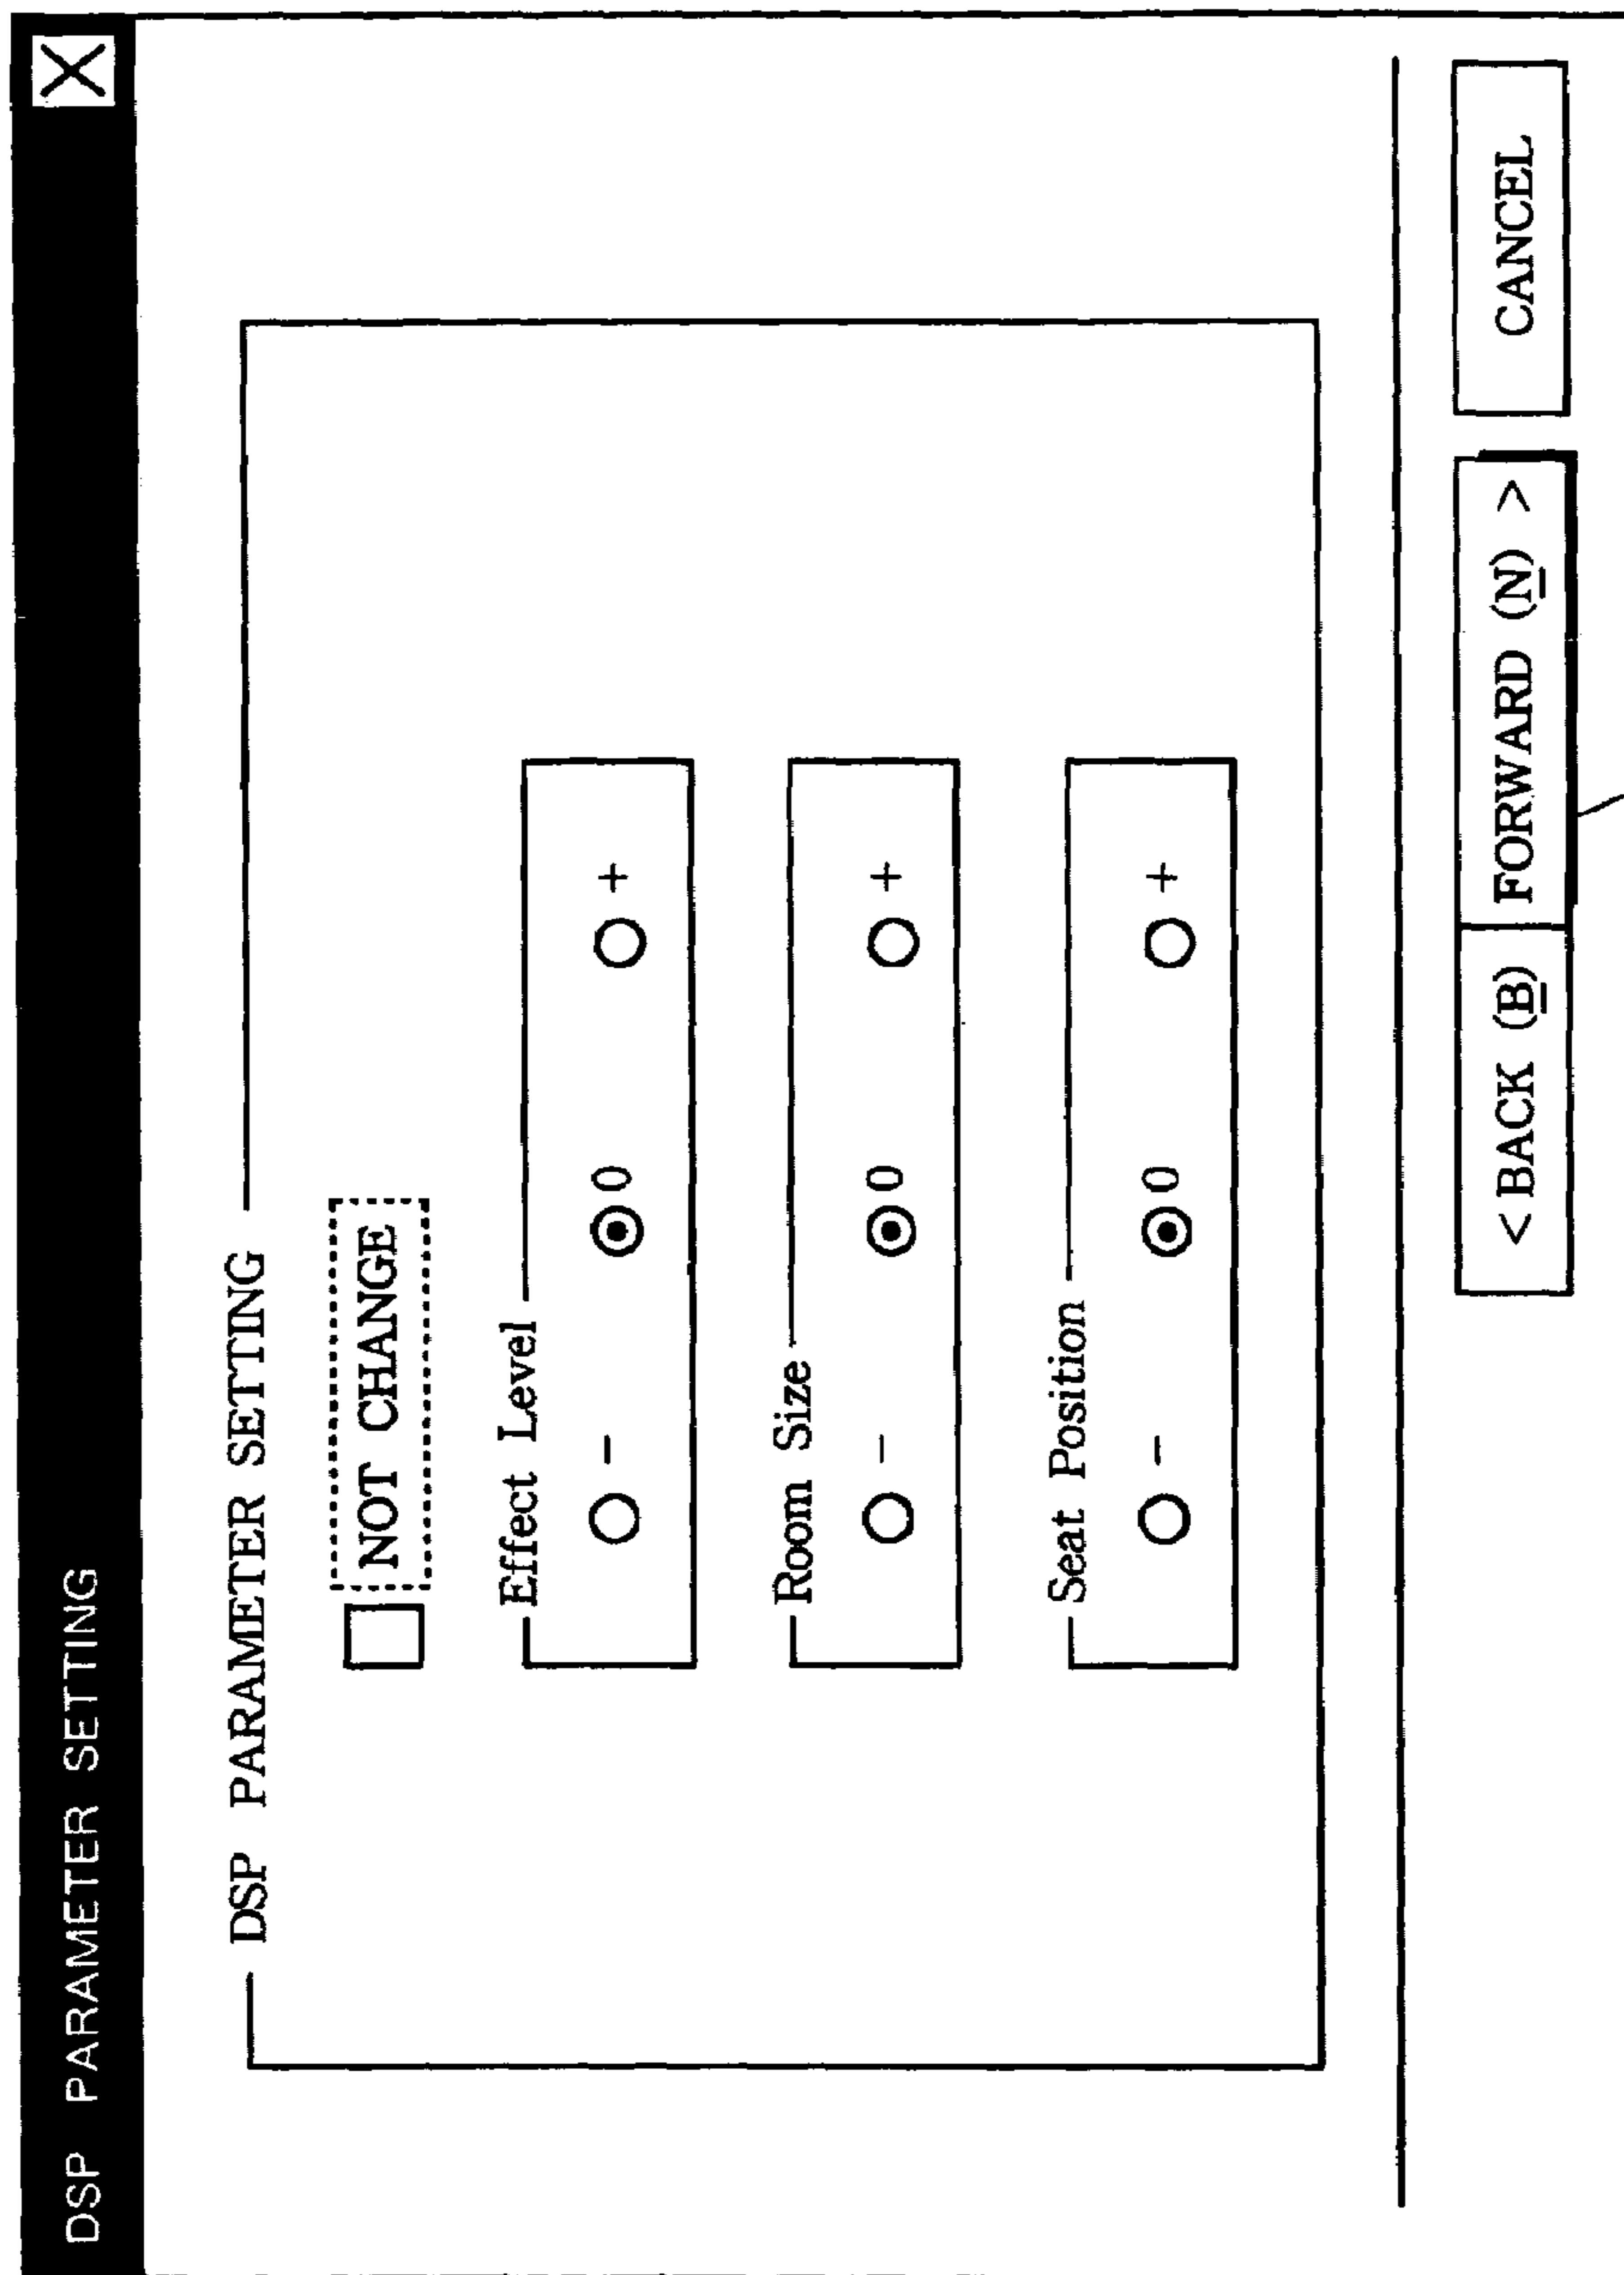 DSP PARAMETER SETTING X
DSP PARAMETER SETTING
NOT CHANGE
Effect Level
- 0 +
Room Size
- 0 +
Seat Position
- 0 +
< BACK (B) FORWARD (N) > CANCEL